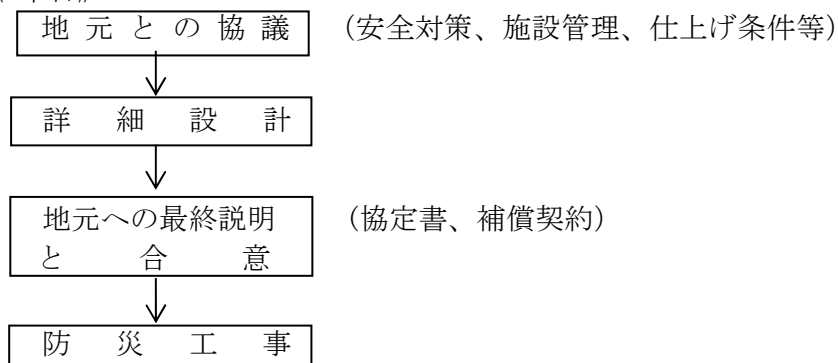 地元との協議 (安全対策、施設管理、仕上げ条件等)
詳細設計
地元への最終説明 (協定書、補償契約)
と合意
防災工事